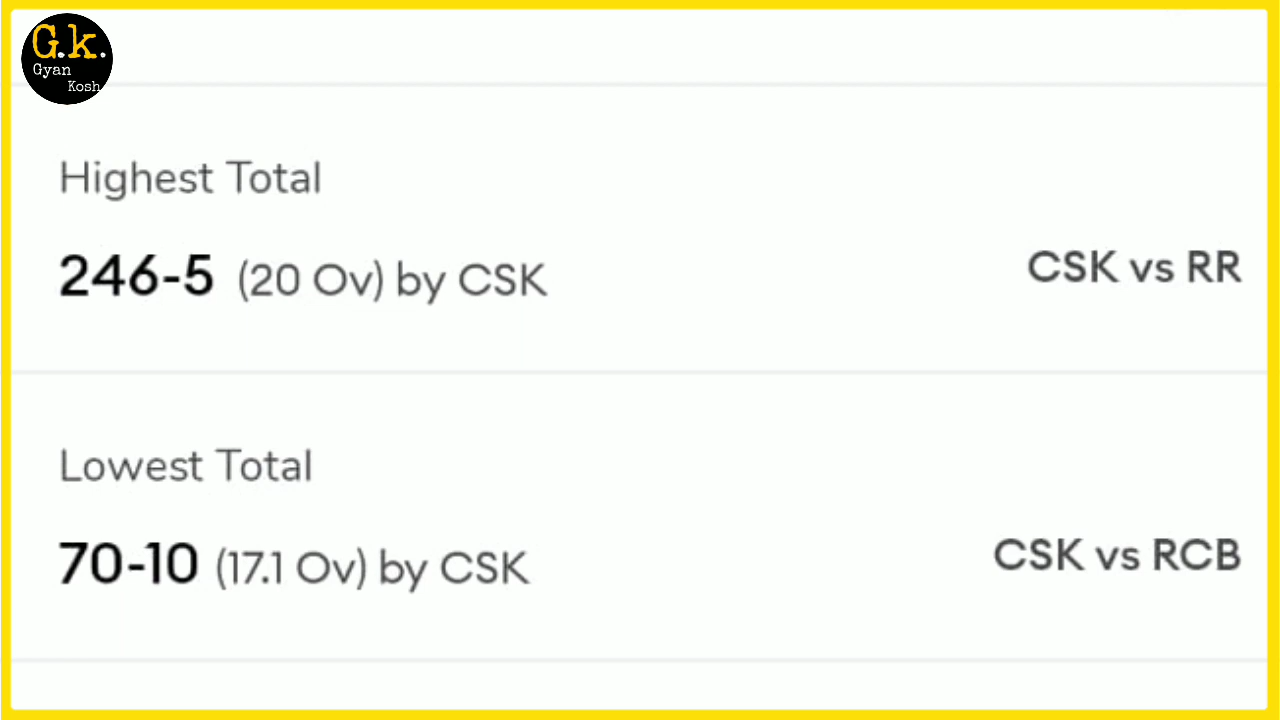 G.k.
Gyan
Kosh
Highest Total
246-5 (20 Ov) by CSK
CSK vs RR
Lowest Total
70-10 (17.1 Ov) by CSK
CSK vs RCB